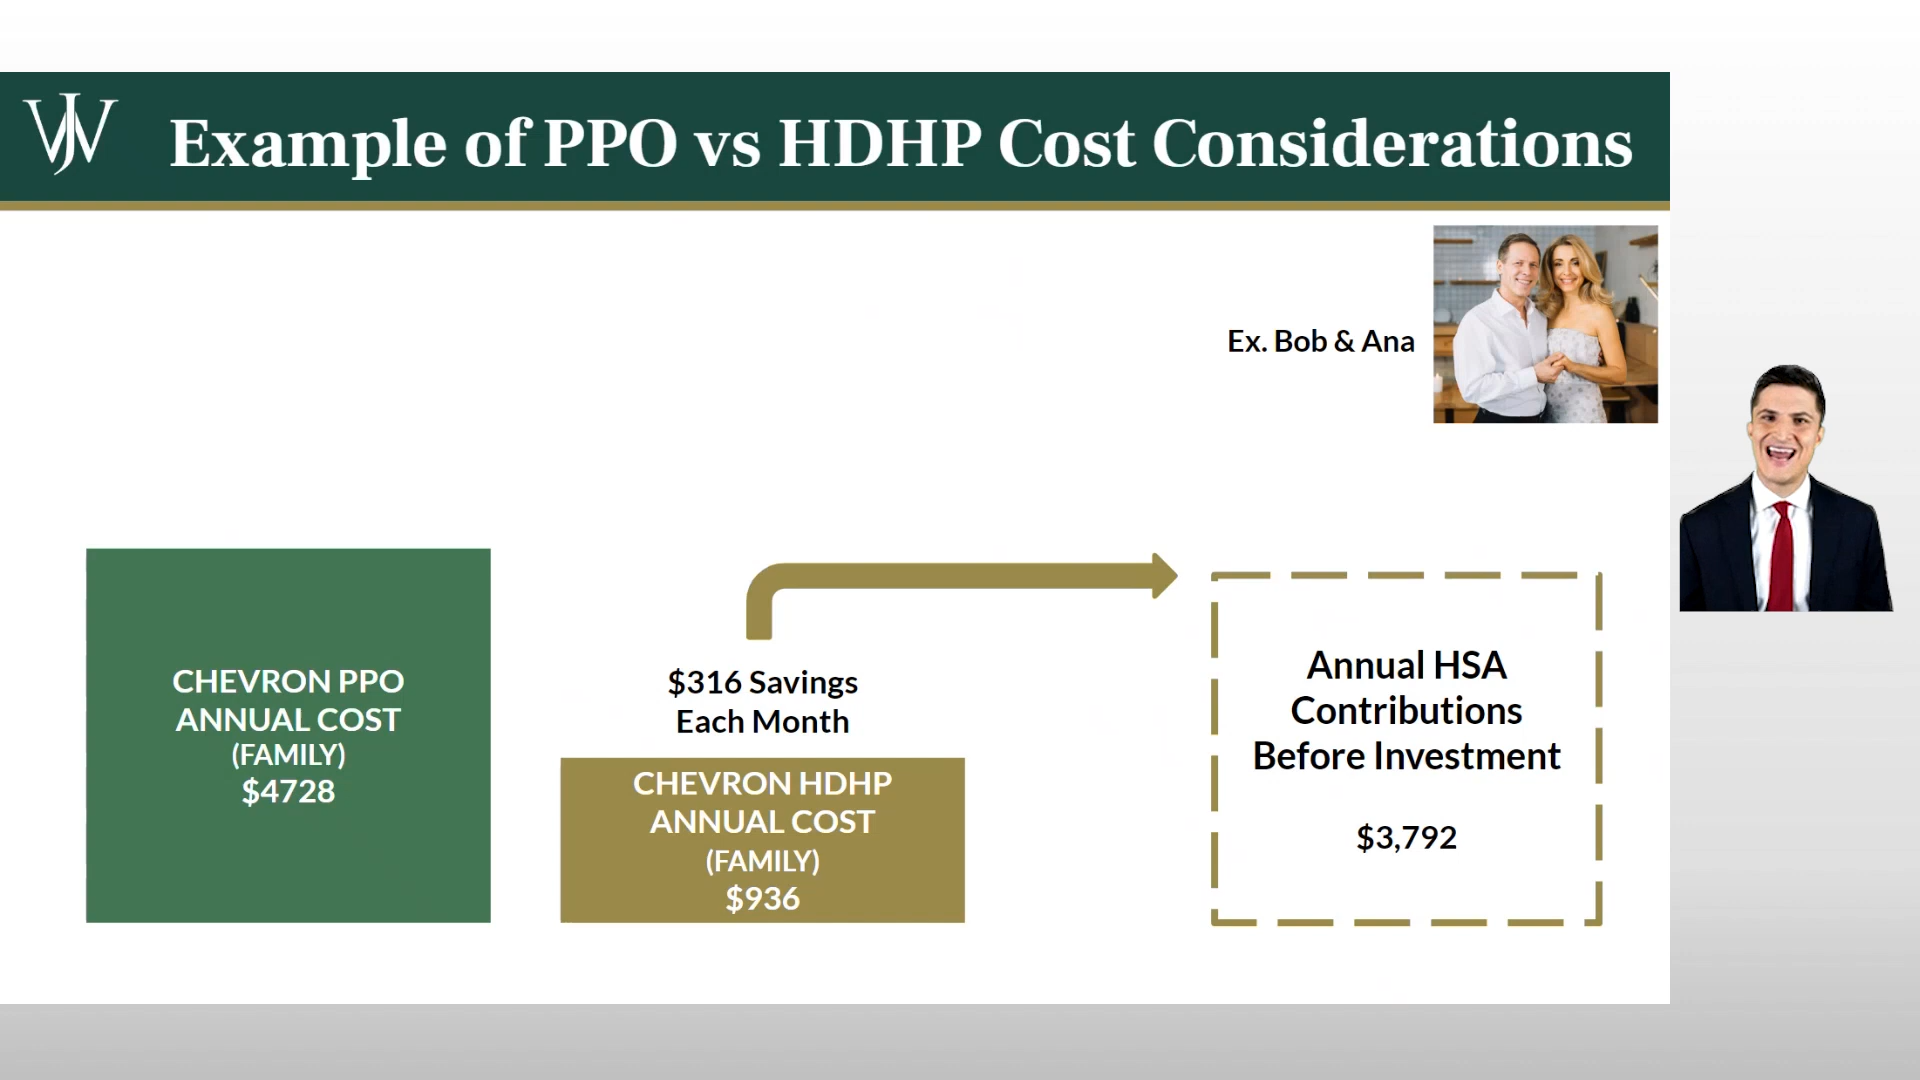 WJ
Example of PPO vs HDHP Cost Considerations
Ex. Bob & Ana
CHEVRON PPO
ANNUAL COST
(FAMILY)
$4728
$316 Savings
Each Month
CHEVRON HDHP
ANNUAL COST
(FAMILY)
$936
Annual HSA
Contributions
Before Investment
$3,792